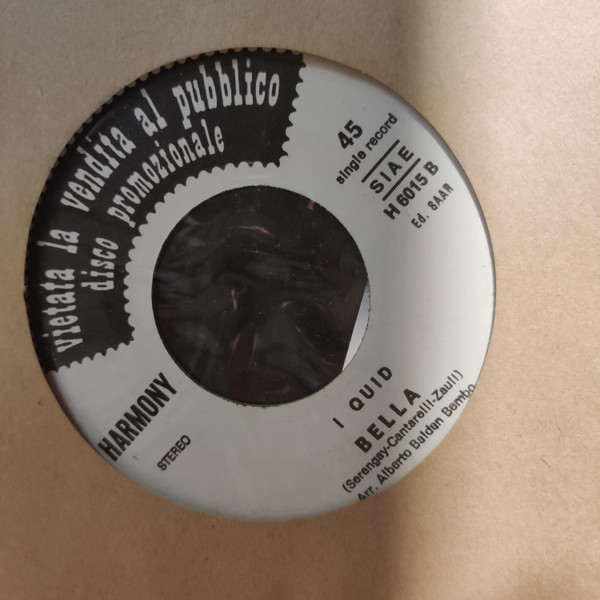 vietata la vendita al pubblico
disco promozionale
45
single record
SIAE
H 6015 B
Ed. SAAR
HARMONY
STEREO
I QUID
BELLA
(Serengay-Cantarelli-Zauli)
Arr. Alberto Baldan Bembo